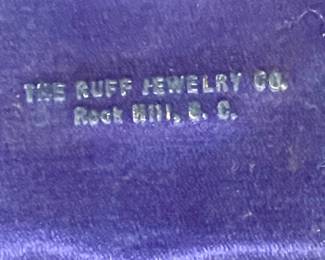 THE RUFF JEWELRY CO.
Rock Hill, S. C.